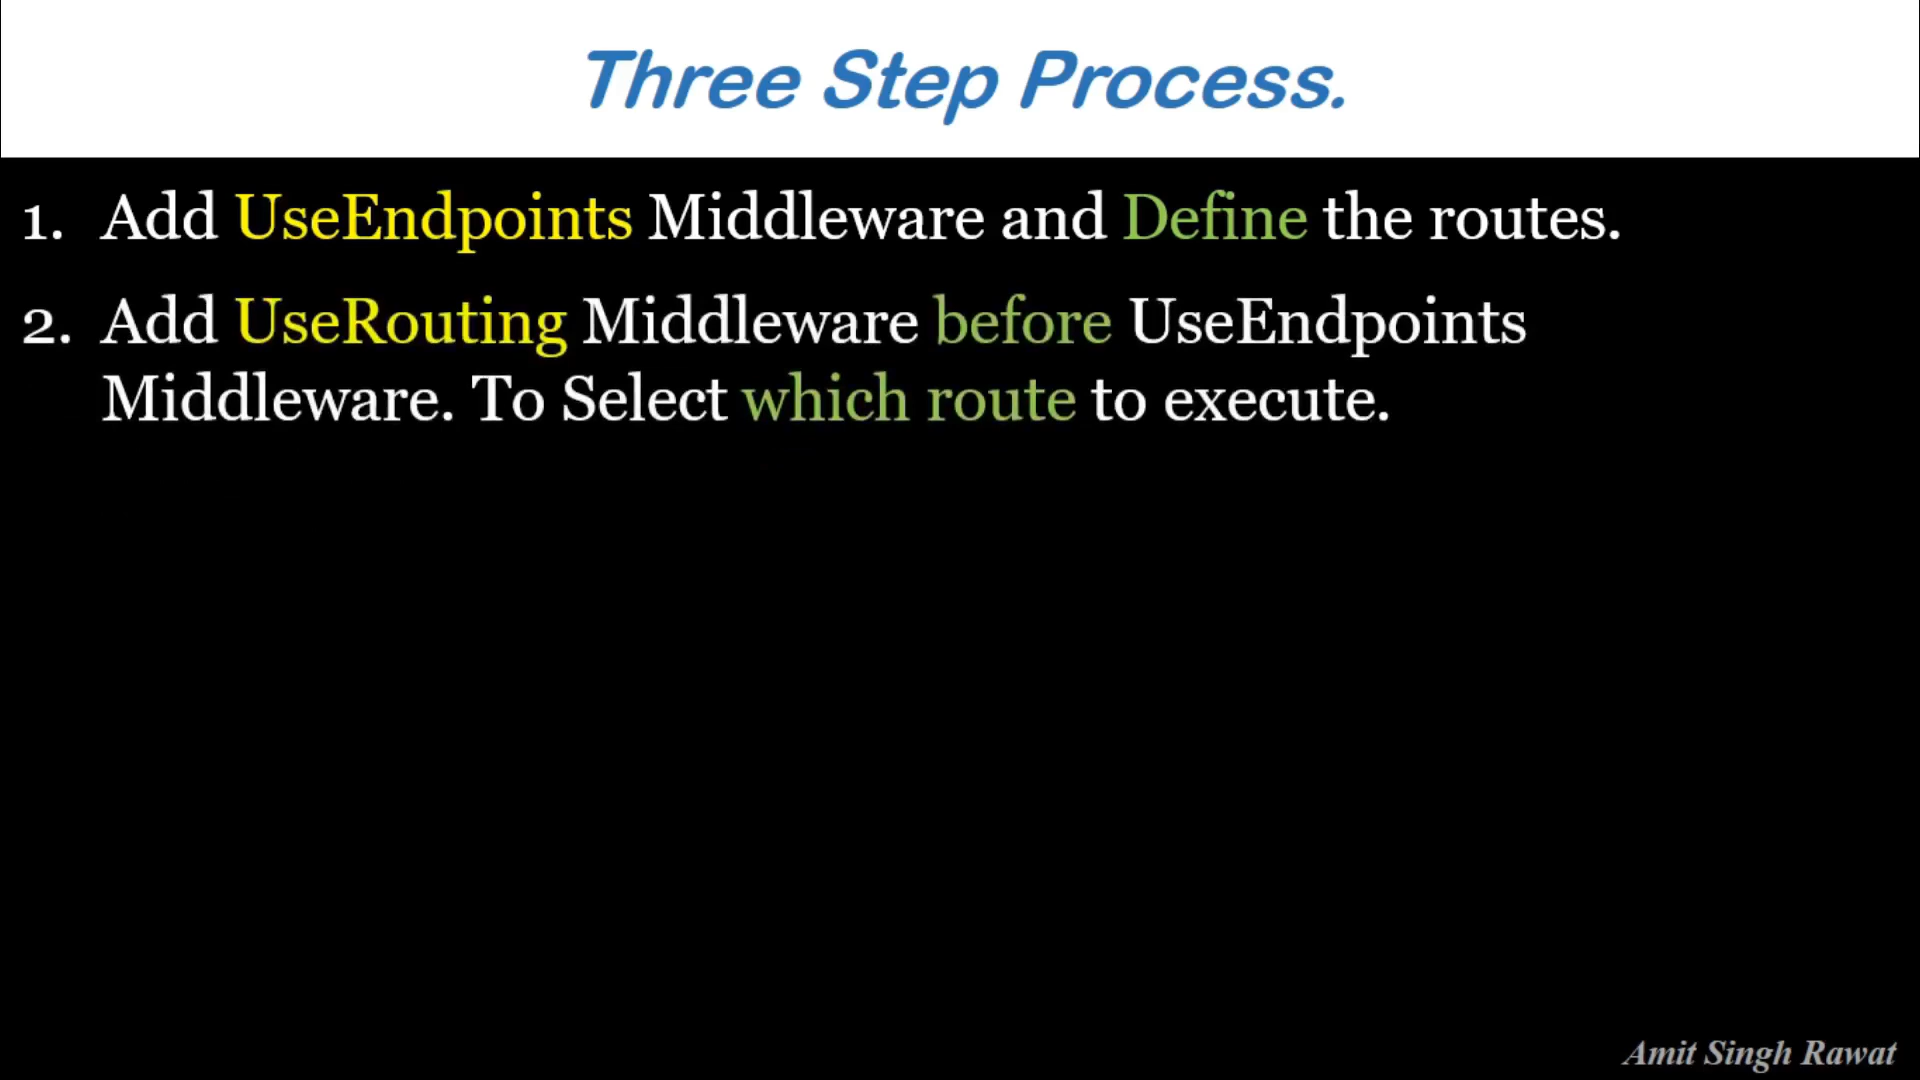 Three Step Process.
1. Add UseEndpoints Middleware and Define the routes.
2. Add UseRouting Middleware before UseEndpoints
Middleware. To Select which route to execute.
Amit Singh Rawat